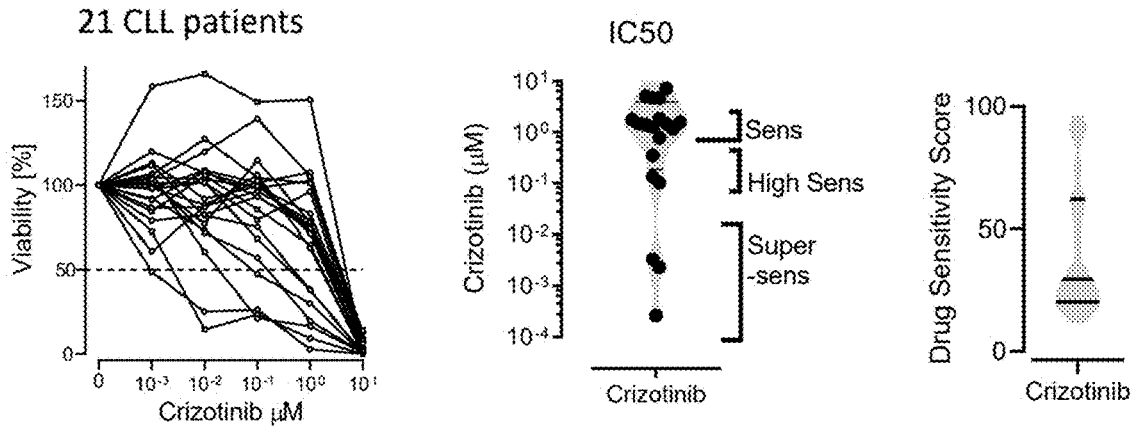 21 CLL patients
Viability [%]
150
100
50
0
0 10⁻³ 10⁻² 10⁻¹ 10⁰ 10¹
Crizotinib µM
IC50
Crizotinib (µM)
10¹
10⁰
10⁻¹
10⁻²
10⁻³
10⁻⁴
Sens
High Sens
Super
-sens
Crizotinib
Drug Sensitivity Score
100
50
0
Crizotinib